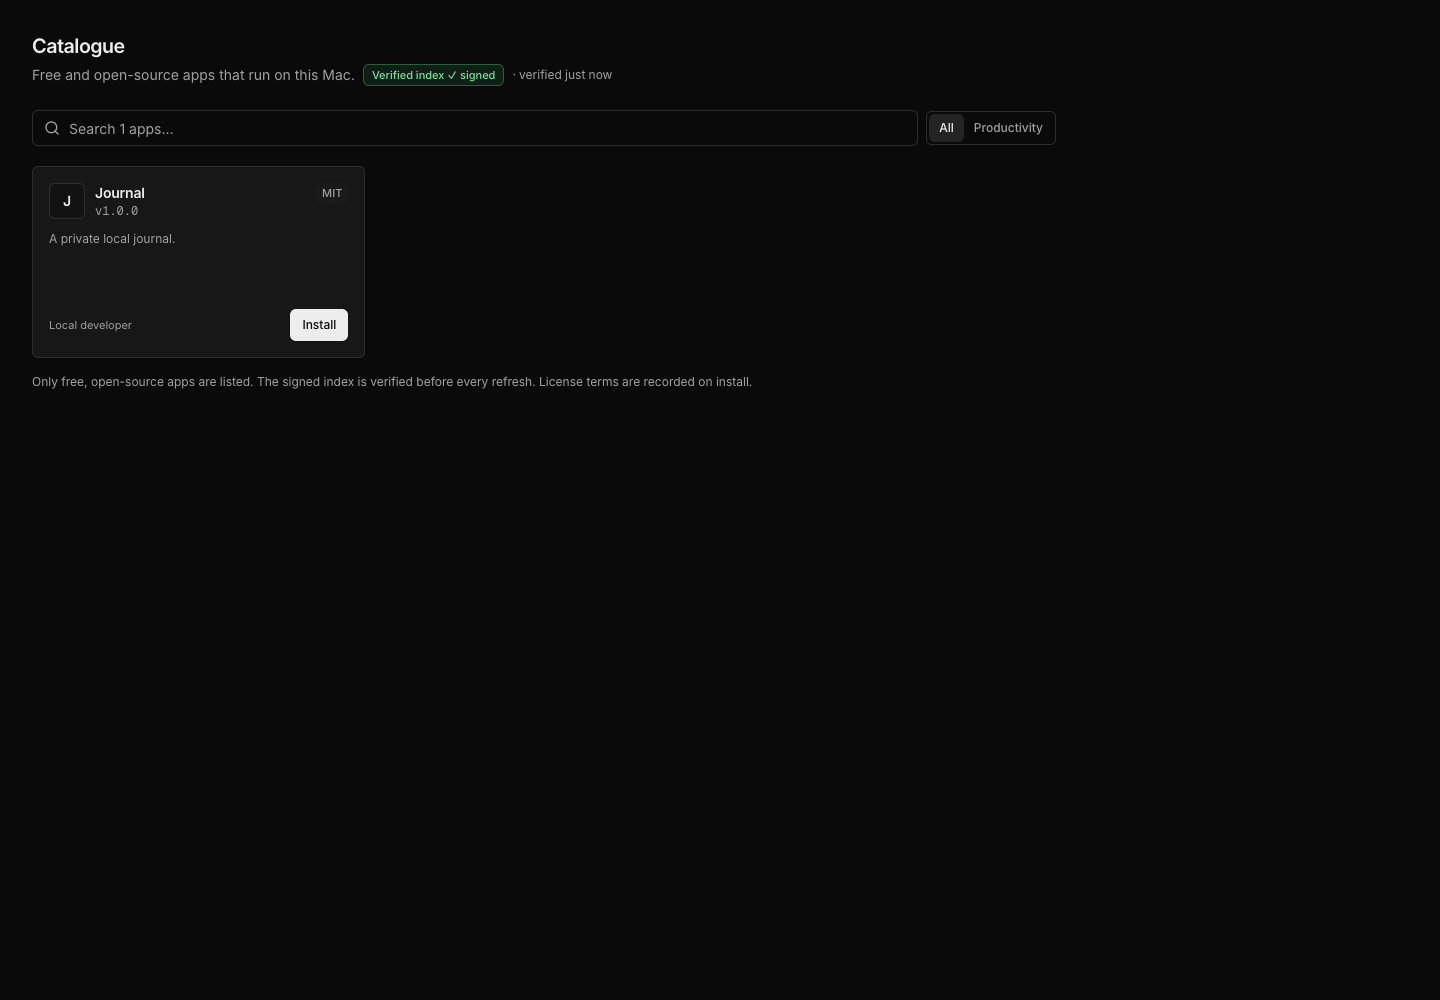 Catalogue
Free and open-source apps that run on this Mac. Verified index ✓ signed · verified just now
Search 1 apps... All Productivity
J Journal MIT
v1.0.0
A private local journal.
Local developer Install
Only free, open-source apps are listed. The signed index is verified before every refresh. License terms are recorded on install.